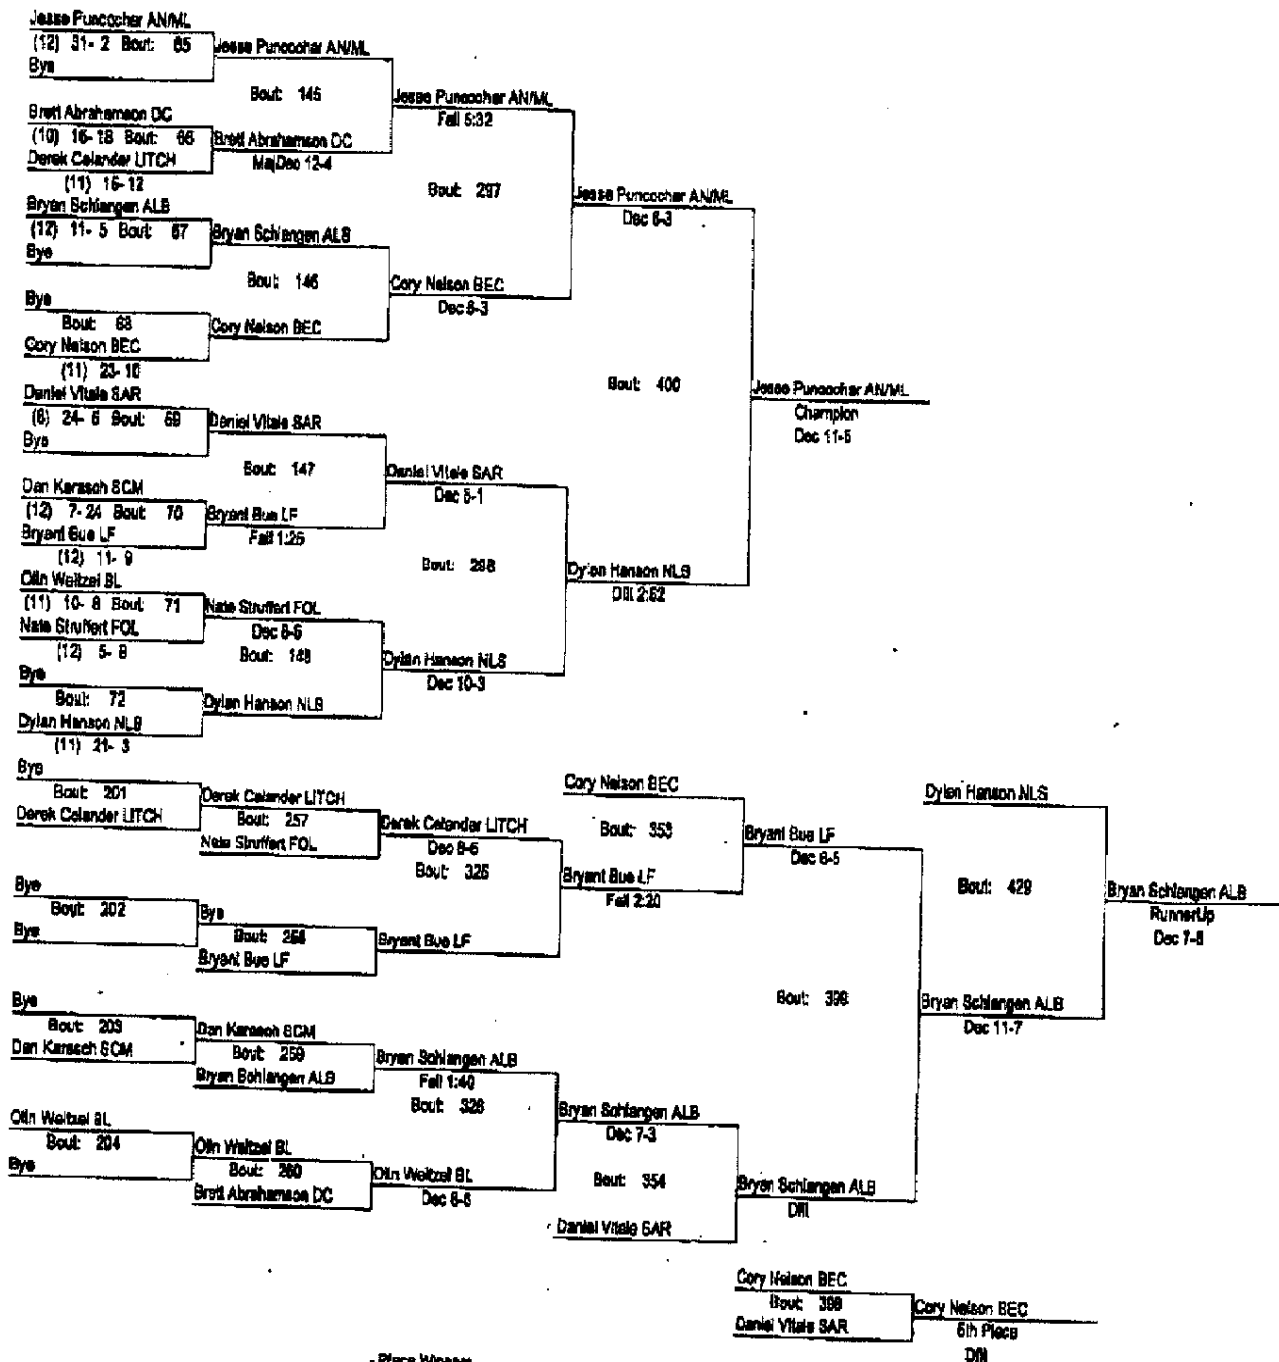 Jesse Puncochar AN/ML
(12) 31- 2 Bout: 65
Bye
Jesse Puncochar AN/ML
Bout: 145
Brett Abrahamson DC
(10) 16-18 Bout: 66
Derek Celander LITCH
(11) 15-12
Brett Abrahamson DC
MajDec 12-4
Jesse Puncochar AN/ML
Fall 5:32
Bout: 297
Bryan Schlangen ALB
(12) 11- 5 Bout: 67
Bye
Bryan Schlangen ALB
Bout: 146
Bye
Bout: 68
Cory Nelson BEC
(11) 23-10
Cory Nelson BEC
Cory Nelson BEC
Dec 6-3
Jesse Puncochar AN/ML
Dec 6-3
Bout: 400
Jesse Puncochar AN/ML
Champion
Dec 11-5
Daniel Vitale SAR
(8) 24- 6 Bout: 69
Bye
Daniel Vitale SAR
Bout: 147
Dan Karasch SCM
(12) 7-24 Bout: 70
Bryant Bue LF
(12) 11- 9
Bryant Bue LF
Fall 1:25
Daniel Vitale SAR
Dec 5-1
Bout: 298
Olin Weitzel BL
(11) 10- 8 Bout: 71
Nate Struffert FOL
(12) 5- 8
Nate Struffert FOL
Dec 8-6
Bout: 148
Bye
Bout: 72
Dylan Hanson NLS
(11) 21- 3
Dylan Hanson NLS
Dylan Hanson NLS
Dec 10-3
Dylan Hanson NLS
Dflt 2:52
Bye
Bout: 201
Derek Celander LITCH
Derek Celander LITCH
Bout: 257
Nate Struffert FOL
Derek Celander LITCH
Dec 8-6
Bout: 325
Bye
Bout: 202
Bye
Bye
Bout: 258
Bryant Bue LF
Bryant Bue LF
Cory Nelson BEC
Bout: 353
Bryant Bue LF
Fall 2:20
Bryant Bue LF
Dec 6-5
Bout: 399
Bye
Bout: 203
Dan Karasch SCM
Dan Karasch SCM
Bout: 259
Bryan Schlangen ALB
Bryan Schlangen ALB
Fall 1:40
Bout: 326
Olin Weitzel BL
Bout: 204
Bye
Olin Weitzel BL
Bout: 260
Brett Abrahamson DC
Olin Weitzel BL
Dec 8-6
Bryan Schlangen ALB
Dec 7-3
Bout: 354
Daniel Vitale SAR
Bryan Schlangen ALB
Dflt
Bryan Schlangen ALB
Dec 11-7
Dylan Hanson NLS
Bout: 429
Bryan Schlangen ALB
RunnerUp
Dec 7-6
Cory Nelson BEC
Bout: 398
Daniel Vitale SAR
Cory Nelson BEC
5th Place
Dflt